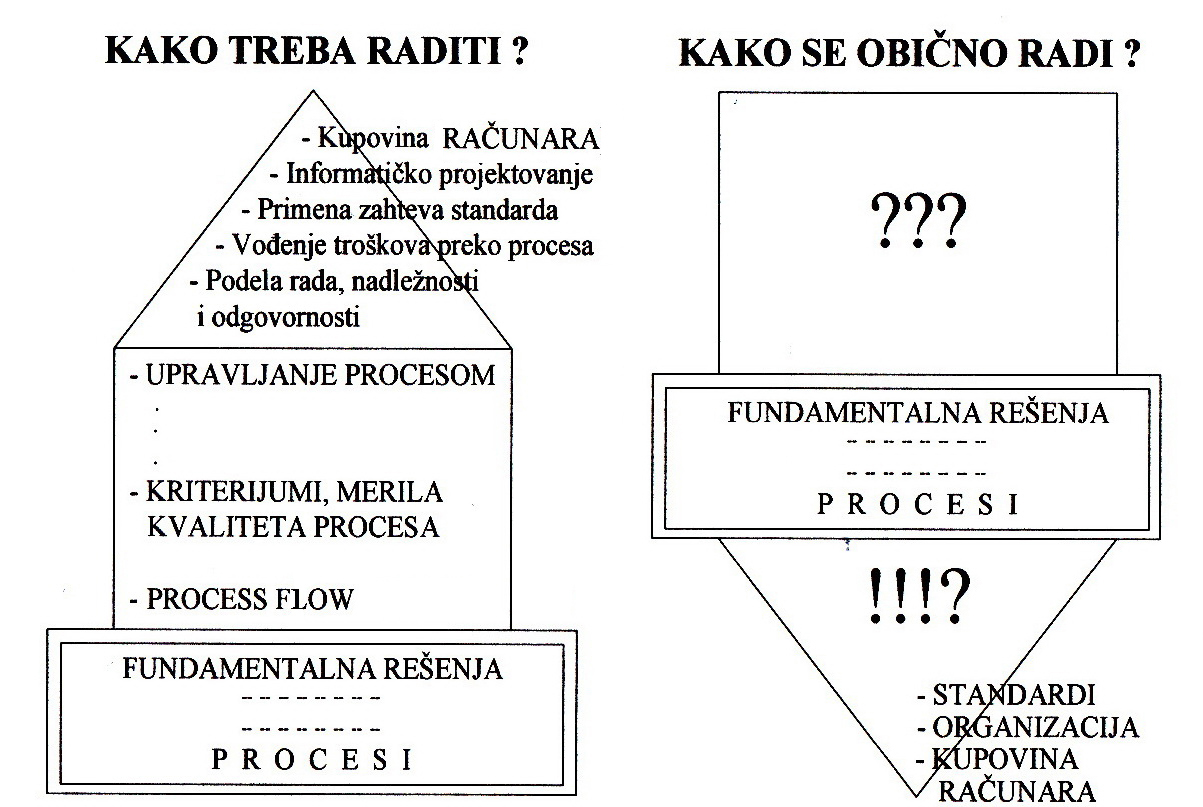 KAKO TREBA RADITI ?
- Kupovina RAČUNARA
- Informatičko projektovanje
- Primena zahteva standarda
- Vođenje troškova preko procesa
- Podela rada, nadležnosti
i odgovornosti
- UPRAVLJANJE PROCESOM
.
.
.
- KRITERIJUMI, MERILA
KVALITETA PROCESA
- PROCESS FLOW
FUNDAMENTALNA REŠENJA
--------
--------
P R O C E S I
KAKO SE OBIČNO RADI ?
???
FUNDAMENTALNA REŠENJA
--------
--------
P R O C E S I
!!!?
- STANDARDI
- ORGANIZACIJA
- KUPOVINA
RAČUNARA